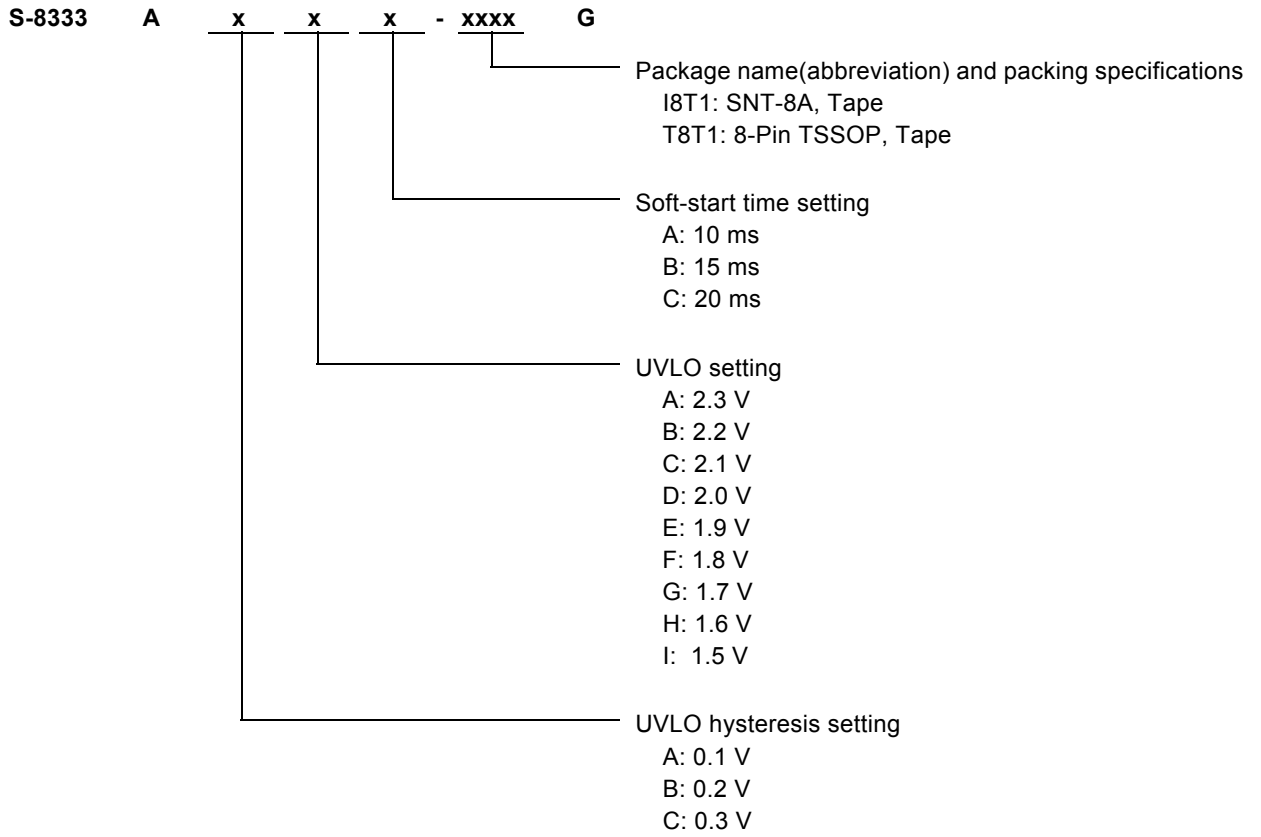 S-8333 A x x x - xxxx G
Package name(abbreviation) and packing specifications
I8T1: SNT-8A, Tape
T8T1: 8-Pin TSSOP, Tape
Soft-start time setting
A: 10 ms
B: 15 ms
C: 20 ms
UVLO setting
A: 2.3 V
B: 2.2 V
C: 2.1 V
D: 2.0 V
E: 1.9 V
F: 1.8 V
G: 1.7 V
H: 1.6 V
I: 1.5 V
UVLO hysteresis setting
A: 0.1 V
B: 0.2 V
C: 0.3 V